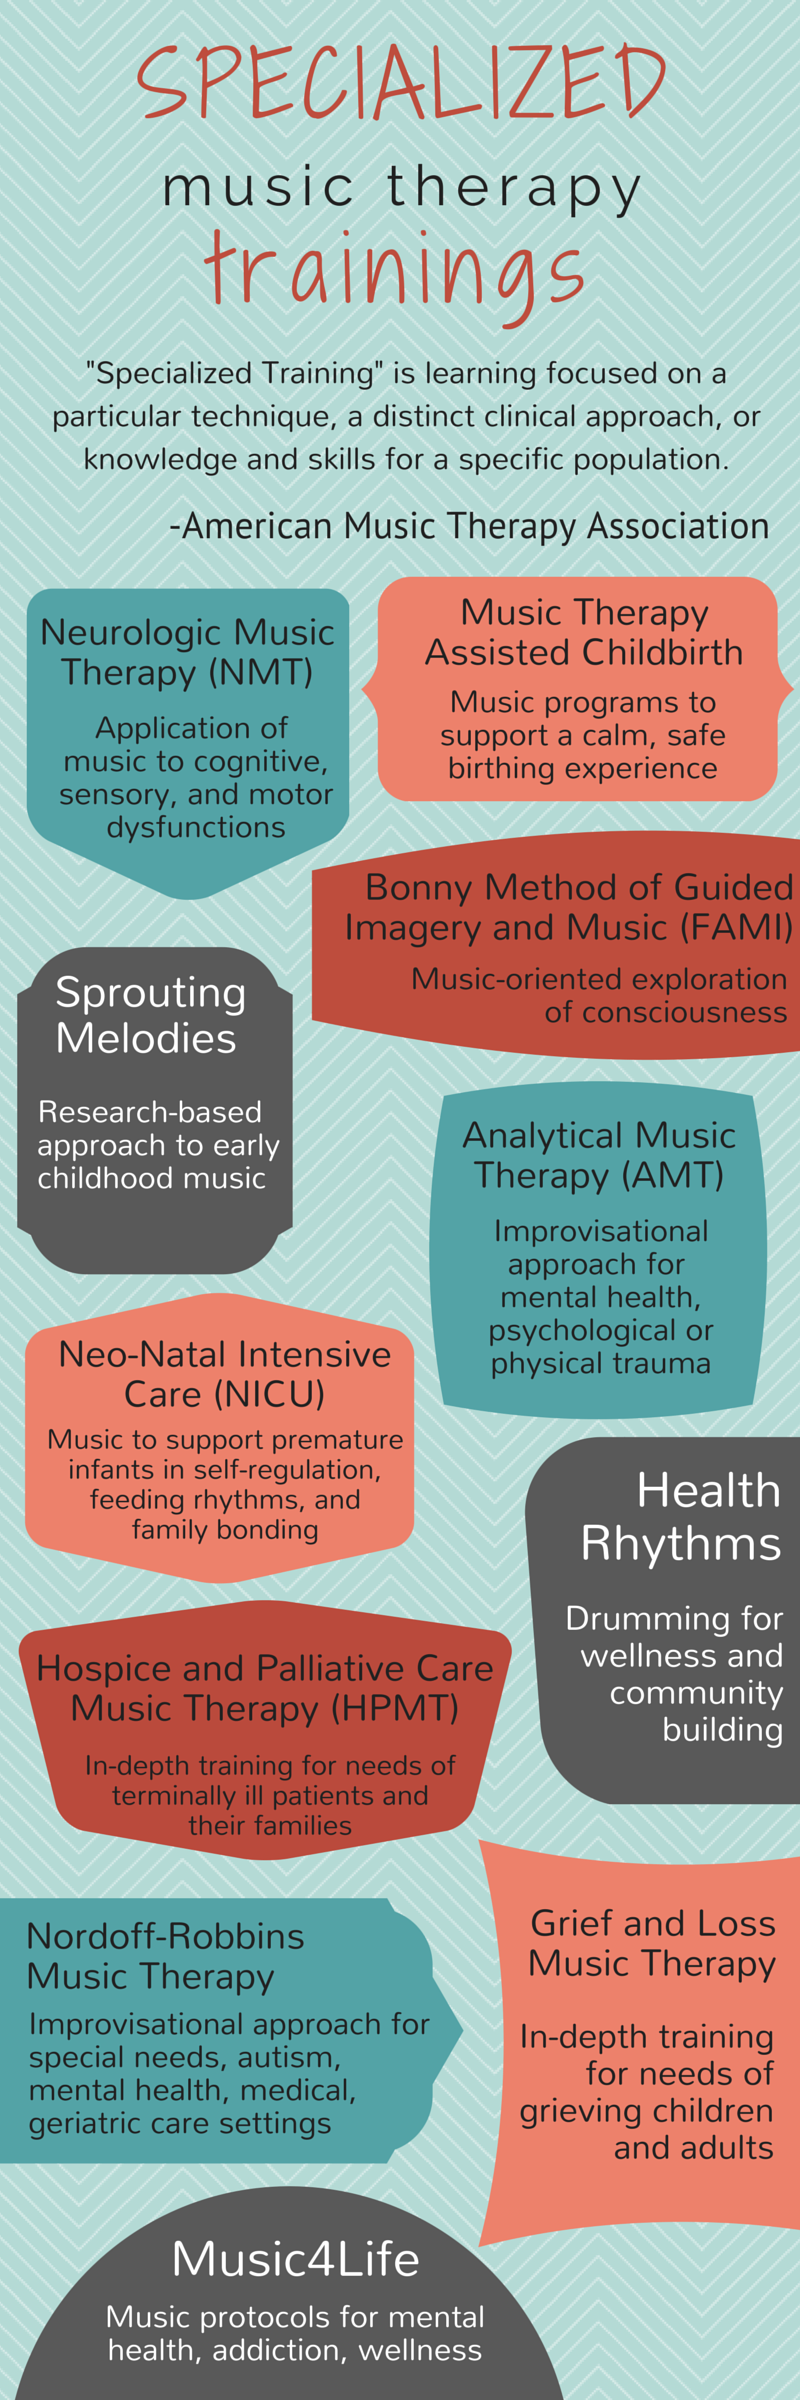 SPECIALIZED
music therapy
trainings
"Specialized Training" is learning focused on a
particular technique, a distinct clinical approach, or
knowledge and skills for a specific population.
-American Music Therapy Association
Neurologic Music
Therapy (NMT)
Application of
music to cognitive,
sensory, and motor
dysfunctions
Music Therapy
Assisted Childbirth
Music programs to
support a calm, safe
birthing experience
Bonny Method of Guided
Imagery and Music (FAMI)
Music-oriented exploration
of consciousness
Sprouting
Melodies
Research-based
approach to early
childhood music
Analytical Music
Therapy (AMT)
Improvisational
approach for
mental health,
psychological or
physical trauma
Neo-Natal Intensive
Care (NICU)
Music to support premature
infants in self-regulation,
feeding rhythms, and
family bonding
Health
Rhythms
Drumming for
wellness and
community
building
Hospice and Palliative Care
Music Therapy (HPMT)
In-depth training for needs of
terminally ill patients and
their families
Nordoff-Robbins
Music Therapy
Improvisational approach for
special needs, autism,
mental health, medical,
geriatric care settings
Grief and Loss
Music Therapy
In-depth training
for needs of
grieving children
and adults
Music4Life
Music protocols for mental
health, addiction, wellness